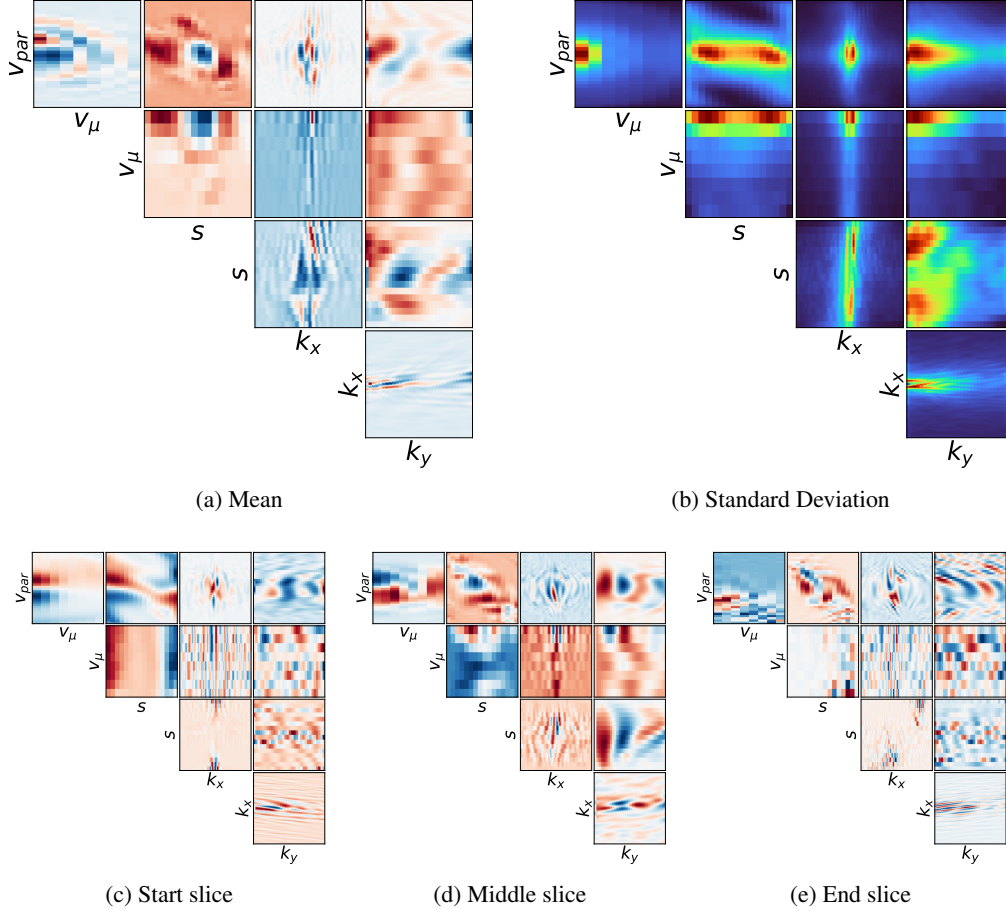 v_par
v_μ
v_μ
s
s
k_x
k_x
k_y
(a) Mean
v_par
v_μ
v_μ
s
s
k_x
k_x
k_y
(b) Standard Deviation
v_par
v_μ
v_μ
s
s
k_x
k_x
k_y
(c) Start slice
v_par
v_μ
v_μ
s
s
k_x
k_x
k_y
(d) Middle slice
v_par
v_μ
v_μ
s
s
k_x
k_x
k_y
(e) End slice